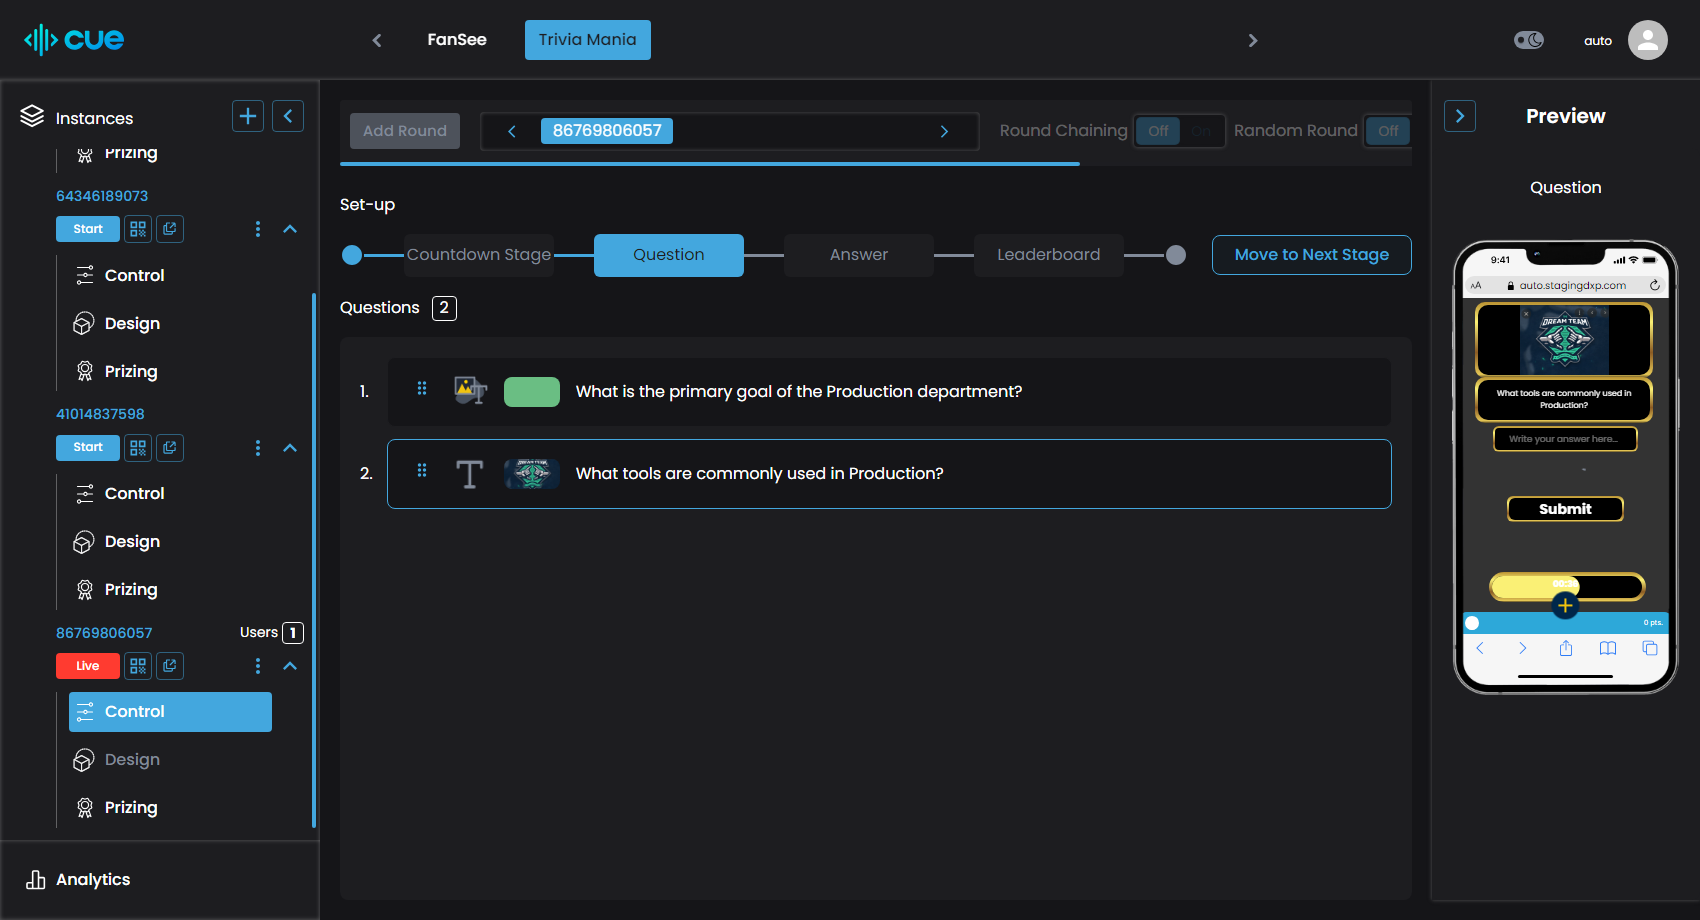 cue
FanSee
Trivia Mania
auto
Instances
Prizing
64346189073
Start
Control
Design
Prizing
41014837598
Start
Control
Design
Prizing
86769806057
Users 1
Live
Control
Design
Prizing
Analytics
Add Round
86769806057
Round Chaining
Off
On
Random Round
Off
Set-up
Countdown Stage
Question
Answer
Leaderboard
Move to Next Stage
Questions 2
1. What is the primary goal of the Production department?
2. T DREAM TEAM What tools are commonly used in Production?
Preview
Question
9:41
AA auto.stagingdxp.com
DREAM TEAM
What tools are commonly used in
Production?
Write your answer here...
Submit
0 pts.